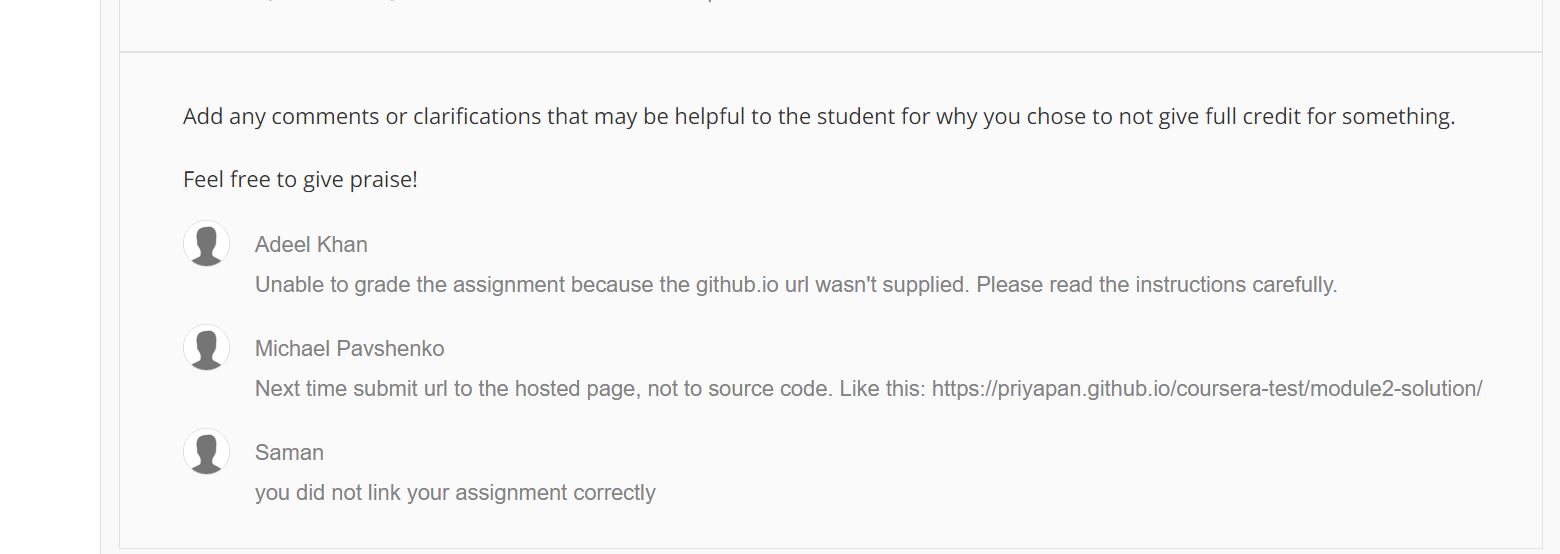 Add any comments or clarifications that may be helpful to the student for why you chose to not give full credit for something.
Feel free to give praise!
Adeel Khan
Unable to grade the assignment because the github.io url wasn't supplied. Please read the instructions carefully.
Michael Pavshenko
Next time submit url to the hosted page, not to source code. Like this: https://priyapan.github.io/coursera-test/module2-solution/
Saman
you did not link your assignment correctly